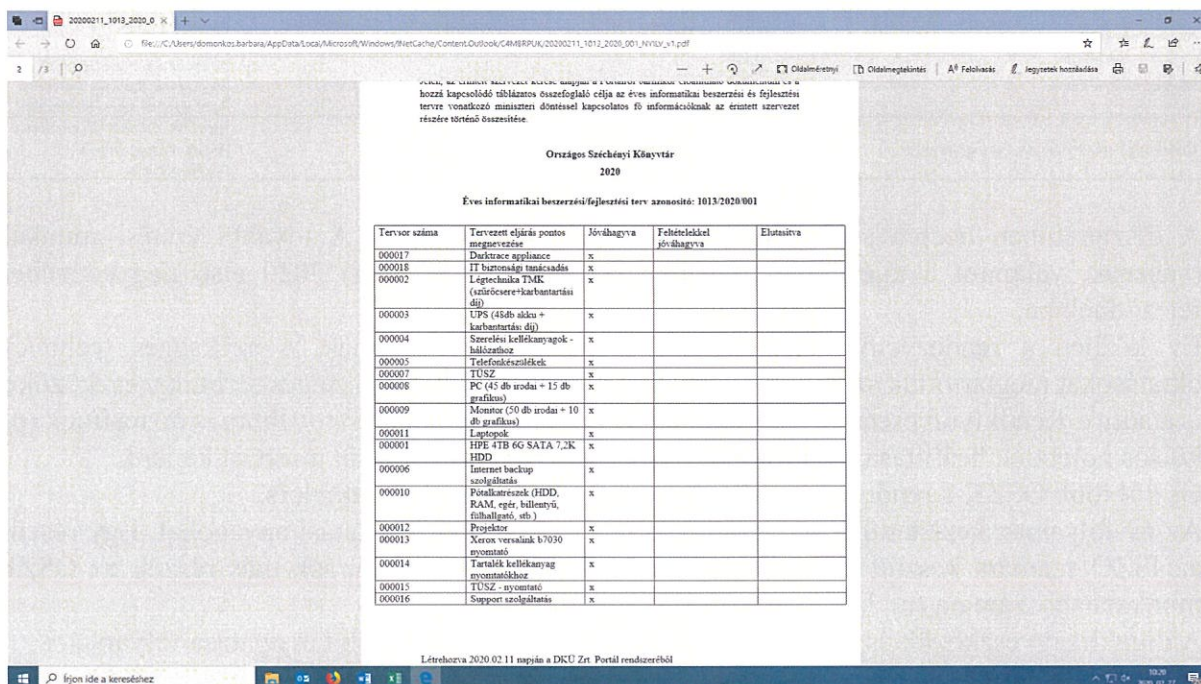 20200211_1013_2020_0
file:///C:/Users/domonkos.barbara/AppData/Local/Microsoft/Windows/INetCache/Content.Outlook/C4MBRPUK/20200211_1013_2020_001_NYILV_v1.pdf
2 /3
Oldalméretnyi Oldalmegtekintés Felolvasás Jegyzetek hozzáadása
hozzá kapcsolódó táblázatos összefoglaló célja az éves informatikai beszerzési és fejlesztési
tervre vonatkozó miniszteri döntéssel kapcsolatos fő információknak az érintett szervezet
részére történő összesítése.
Országos Széchényi Könyvtár
2020
Éves informatikai beszerzési/fejlesztési terv azonosító: 1013/2020/001
Tervsor száma Tervezett eljárás pontos Jóváhagyva Feltételekkel Elutasítva
megnevezése jóváhagyva
000017 Darktrace appliance x
000018 IT biztonsági tanácsadás x
000002 Légtechnika TMK x
(szűrőcsere+karbantartási
díj)
000003 UPS (48db akku + x
karbantartási díj)
000004 Szerelési kellékanyagok - x
hálózathoz
000005 Telefonkészülékek x
000007 TÜSZ x
000008 PC (45 db irodai + 15 db x
grafikus)
000009 Monitor (50 db irodai + 10 x
db grafikus)
000011 Laptopok x
000001 HPE 4TB 6G SATA 7,2K x
HDD
000006 Internet backup x
szolgáltatás
000010 Pótalkatrészek (HDD, x
RAM, egér, billentyű,
fülhallgató, stb.)
000012 Projektor x
000013 Xerox versalink b7030 x
nyomtató
000014 Tartalék kellékanyag x
nyomtatókhoz
000015 TÜSZ - nyomtató x
000016 Support szolgáltatás x
Létrehozva 2020.02.11 napján a DKÜ Zrt. Portál rendszeréből
Írjon ide a kereséshez
10:20